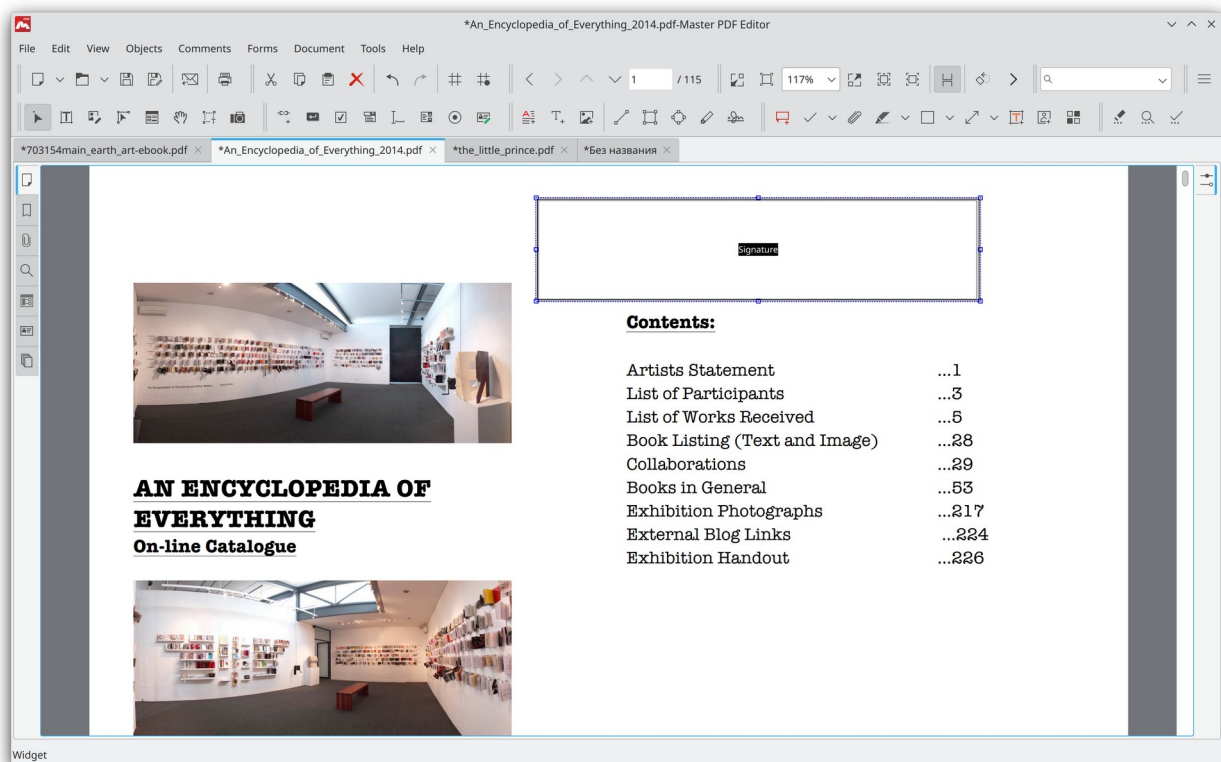 *An_Encyclopedia_of_Everything_2014.pdf-Master PDF Editor
File Edit View Objects Comments Forms Document Tools Help
1 / 115 117%
*703154main_earth_art-ebook.pdf *An_Encyclopedia_of_Everything_2014.pdf *the_little_prince.pdf *Без названия
Signature
AN ENCYCLOPEDIA OF
EVERYTHING
On-line Catalogue
Contents:
Artists Statement ...1
List of Participants ...3
List of Works Received ...5
Book Listing (Text and Image) ...28
Collaborations ...29
Books in General ...53
Exhibition Photographs ...217
External Blog Links ...224
Exhibition Handout ...226
Widget